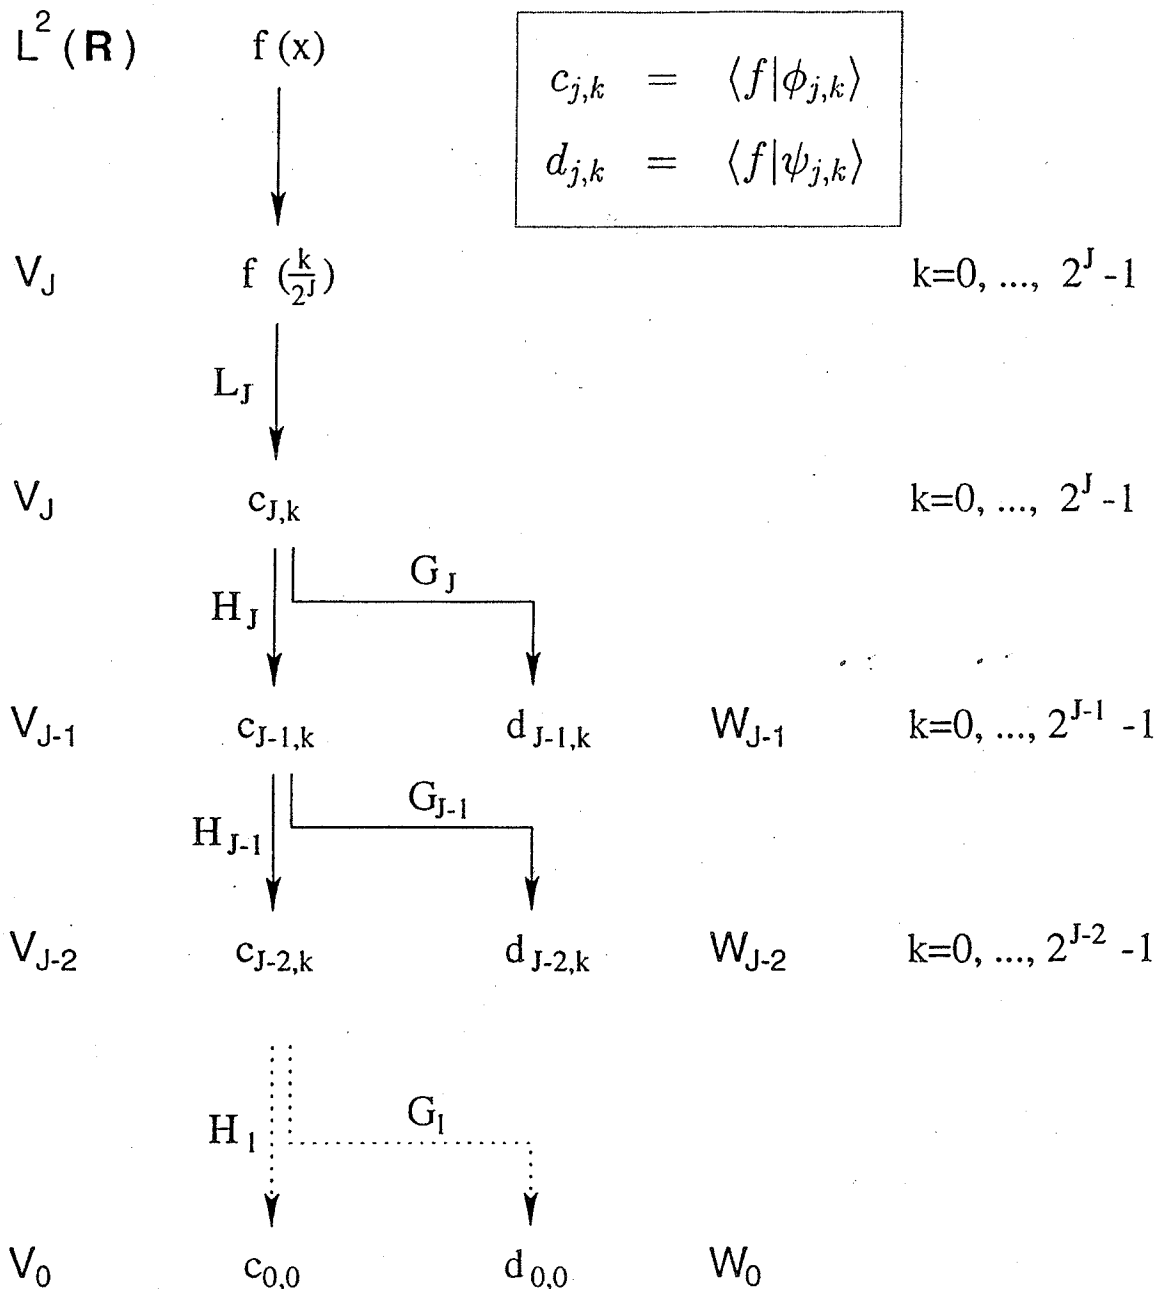 L² (R) f (x)
c_{j,k} = ⟨f|ϕ_{j,k}⟩
d_{j,k} = ⟨f|ψ_{j,k}⟩
V_J f (k/2^J) k=0, ..., 2^J -1
L_J
V_J c_{J,k} k=0, ..., 2^J -1
G_J
H_J
V_{J-1} c_{J-1,k} d_{J-1,k} W_{J-1} k=0, ..., 2^{J-1} -1
G_{J-1}
H_{J-1}
V_{J-2} c_{J-2,k} d_{J-2,k} W_{J-2} k=0, ..., 2^{J-2} -1
G_1
H_1
V_0 c_{0,0} d_{0,0} W_0